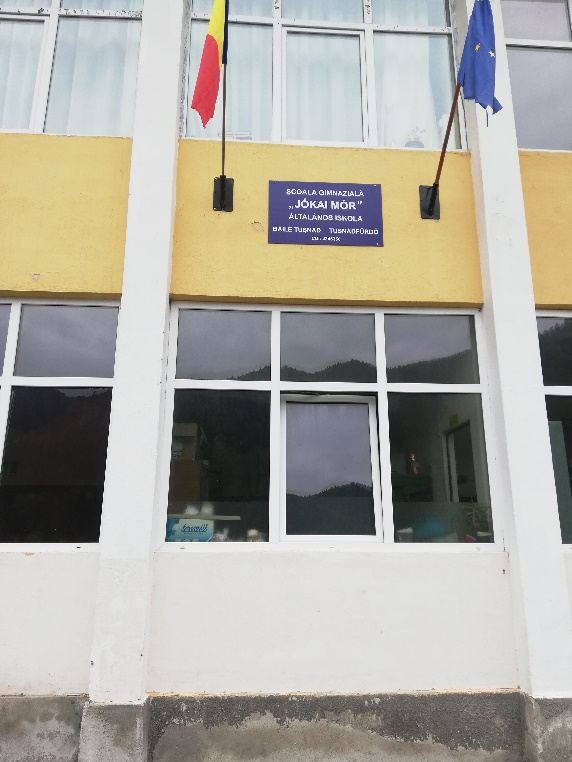 ŞCOALA GIMNAZIALĂ
„JÓKAI MÓR”
ÁLTALÁNOS ISKOLA
BĂILE TUŞNAD TUSNÁDFÜRDŐ